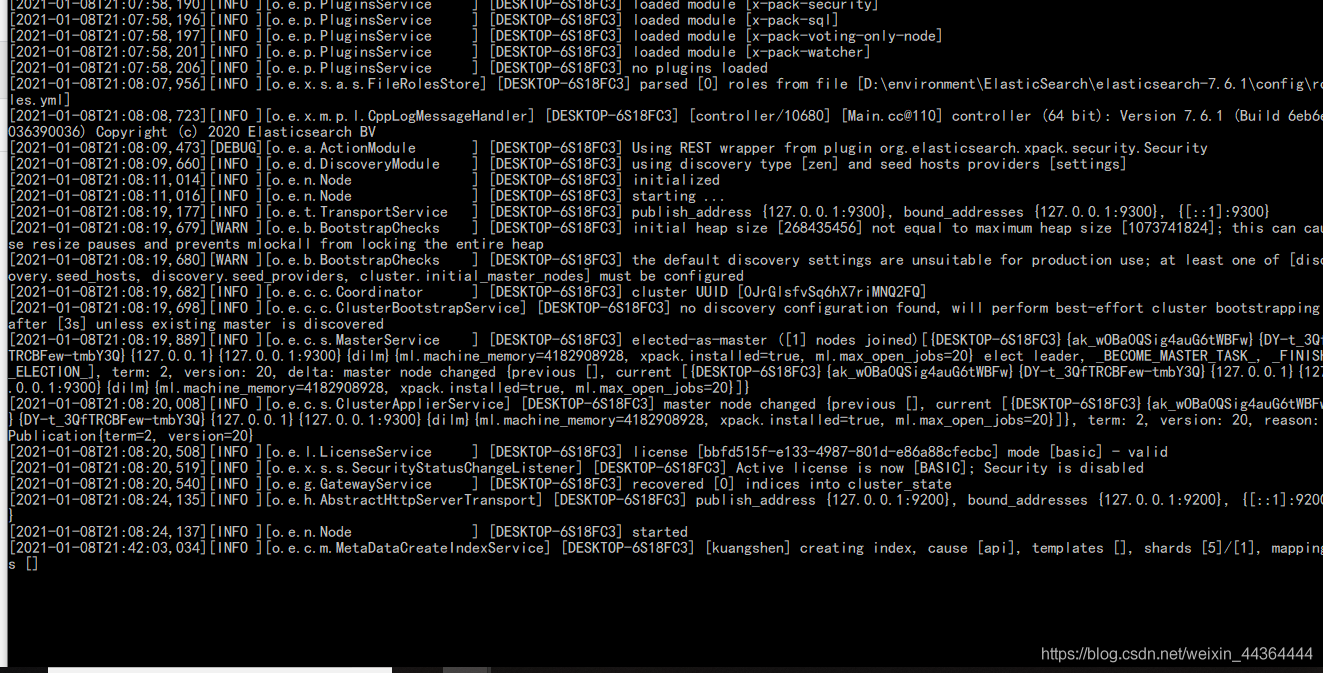 [2021-01-08T21:07:58,190][INFO ][o.e.p.PluginsService     ] [DESKTOP-6S18FC3] loaded module [x-pack-security]
[2021-01-08T21:07:58,196][INFO ][o.e.p.PluginsService     ] [DESKTOP-6S18FC3] loaded module [x-pack-sql]
[2021-01-08T21:07:58,197][INFO ][o.e.p.PluginsService     ] [DESKTOP-6S18FC3] loaded module [x-pack-voting-only-node]
[2021-01-08T21:07:58,201][INFO ][o.e.p.PluginsService     ] [DESKTOP-6S18FC3] loaded module [x-pack-watcher]
[2021-01-08T21:07:58,206][INFO ][o.e.p.PluginsService     ] [DESKTOP-6S18FC3] no plugins loaded
[2021-01-08T21:08:07,956][INFO ][o.e.x.s.a.s.FileRolesStore] [DESKTOP-6S18FC3] parsed [0] roles from file [D:\environment\ElasticSearch\elasticsearch-7.6.1\config\ro
les.yml]
[2021-01-08T21:08:08,723][INFO ][o.e.x.m.p.l.CppLogMessageHandler] [DESKTOP-6S18FC3] [controller/10680] [Main.cc@110] controller (64 bit): Version 7.6.1 (Build 6eb6e
036390036) Copyright (c) 2020 Elasticsearch BV
[2021-01-08T21:08:09,473][DEBUG][o.e.a.ActionModule       ] [DESKTOP-6S18FC3] Using REST wrapper from plugin org.elasticsearch.xpack.security.Security
[2021-01-08T21:08:09,660][INFO ][o.e.d.DiscoveryModule    ] [DESKTOP-6S18FC3] using discovery type [zen] and seed hosts providers [settings]
[2021-01-08T21:08:11,014][INFO ][o.e.n.Node               ] [DESKTOP-6S18FC3] initialized
[2021-01-08T21:08:11,016][INFO ][o.e.n.Node               ] [DESKTOP-6S18FC3] starting ...
[2021-01-08T21:08:19,177][INFO ][o.e.t.TransportService   ] [DESKTOP-6S18FC3] publish_address {127.0.0.1:9300}, bound_addresses {127.0.0.1:9300}, {[::1]:9300}
[2021-01-08T21:08:19,679][WARN ][o.e.b.BootstrapChecks    ] [DESKTOP-6S18FC3] initial heap size [268435456] not equal to maximum heap size [1073741824]; this can cau
se resize pauses and prevents mlockall from locking the entire heap
[2021-01-08T21:08:19,680][WARN ][o.e.b.BootstrapChecks    ] [DESKTOP-6S18FC3] the default discovery settings are unsuitable for production use; at least one of [disc
overy.seed_hosts, discovery.seed_providers, cluster.initial_master_nodes] must be configured
[2021-01-08T21:08:19,682][INFO ][o.e.c.c.Coordinator      ] [DESKTOP-6S18FC3] cluster UUID [0JrGlsfvSq6hX7riMNQ2FQ]
[2021-01-08T21:08:19,698][INFO ][o.e.c.c.ClusterBootstrapService] [DESKTOP-6S18FC3] no discovery configuration found, will perform best-effort cluster bootstrapping
after [3s] unless existing master is discovered
[2021-01-08T21:08:19,889][INFO ][o.e.c.s.MasterService    ] [DESKTOP-6S18FC3] elected-as-master ([1] nodes joined)[{DESKTOP-6S18FC3}{ak_wOBaOQSig4auG6tWBFw}{DY-t_3Qf
TRCBFew-tmbY3Q}{127.0.0.1}{127.0.0.1:9300}{dilm}{ml.machine_memory=4182908928, xpack.installed=true, ml.max_open_jobs=20} elect leader, _BECOME_MASTER_TASK_, _FINISH
_ELECTION_], term: 2, version: 20, delta: master node changed {previous [], current [{DESKTOP-6S18FC3}{ak_wOBaOQSig4auG6tWBFw}{DY-t_3QfTRCBFew-tmbY3Q}{127.0.0.1}{127
.0.0.1:9300}{dilm}{ml.machine_memory=4182908928, xpack.installed=true, ml.max_open_jobs=20}]}
[2021-01-08T21:08:20,008][INFO ][o.e.c.s.ClusterApplierService] [DESKTOP-6S18FC3] master node changed {previous [], current [{DESKTOP-6S18FC3}{ak_wOBaOQSig4auG6tWBFw
}{DY-t_3QfTRCBFew-tmbY3Q}{127.0.0.1}{127.0.0.1:9300}{dilm}{ml.machine_memory=4182908928, xpack.installed=true, ml.max_open_jobs=20}]}, term: 2, version: 20, reason:
Publication{term=2, version=20}
[2021-01-08T21:08:20,508][INFO ][o.e.l.LicenseService     ] [DESKTOP-6S18FC3] license [bbfd515f-e133-4987-801d-e86a88cfecbc] mode [basic] - valid
[2021-01-08T21:08:20,519][INFO ][o.e.x.s.s.SecurityStatusChangeListener] [DESKTOP-6S18FC3] Active license is now [BASIC]; Security is disabled
[2021-01-08T21:08:20,540][INFO ][o.e.g.GatewayService     ] [DESKTOP-6S18FC3] recovered [0] indices into cluster_state
[2021-01-08T21:08:24,135][INFO ][o.e.h.AbstractHttpServerTransport] [DESKTOP-6S18FC3] publish_address {127.0.0.1:9200}, bound_addresses {127.0.0.1:9200}, {[::1]:9200
}
[2021-01-08T21:08:24,137][INFO ][o.e.n.Node               ] [DESKTOP-6S18FC3] started
[2021-01-08T21:42:03,034][INFO ][o.e.c.m.MetaDataCreateIndexService] [DESKTOP-6S18FC3] [kuangshen] creating index, cause [api], templates [], shards [5]/[1], mapping
s []
https://blog.csdn.net/weixin_44364444